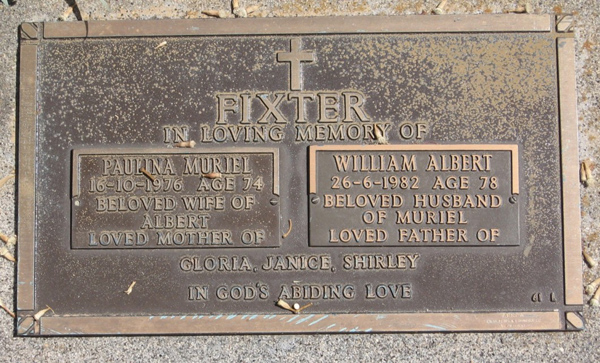 FIXTER
IN LOVING MEMORY OF
PAULINA MURIEL
16-10-1976 AGE 74
BELOVED WIFE OF
ALBERT
LOVED MOTHER OF
WILLIAM ALBERT
26-6-1982 AGE 78
BELOVED HUSBAND
OF MURIEL
LOVED FATHER OF
GLORIA, JANICE, SHIRLEY
IN GOD'S ABIDING LOVE